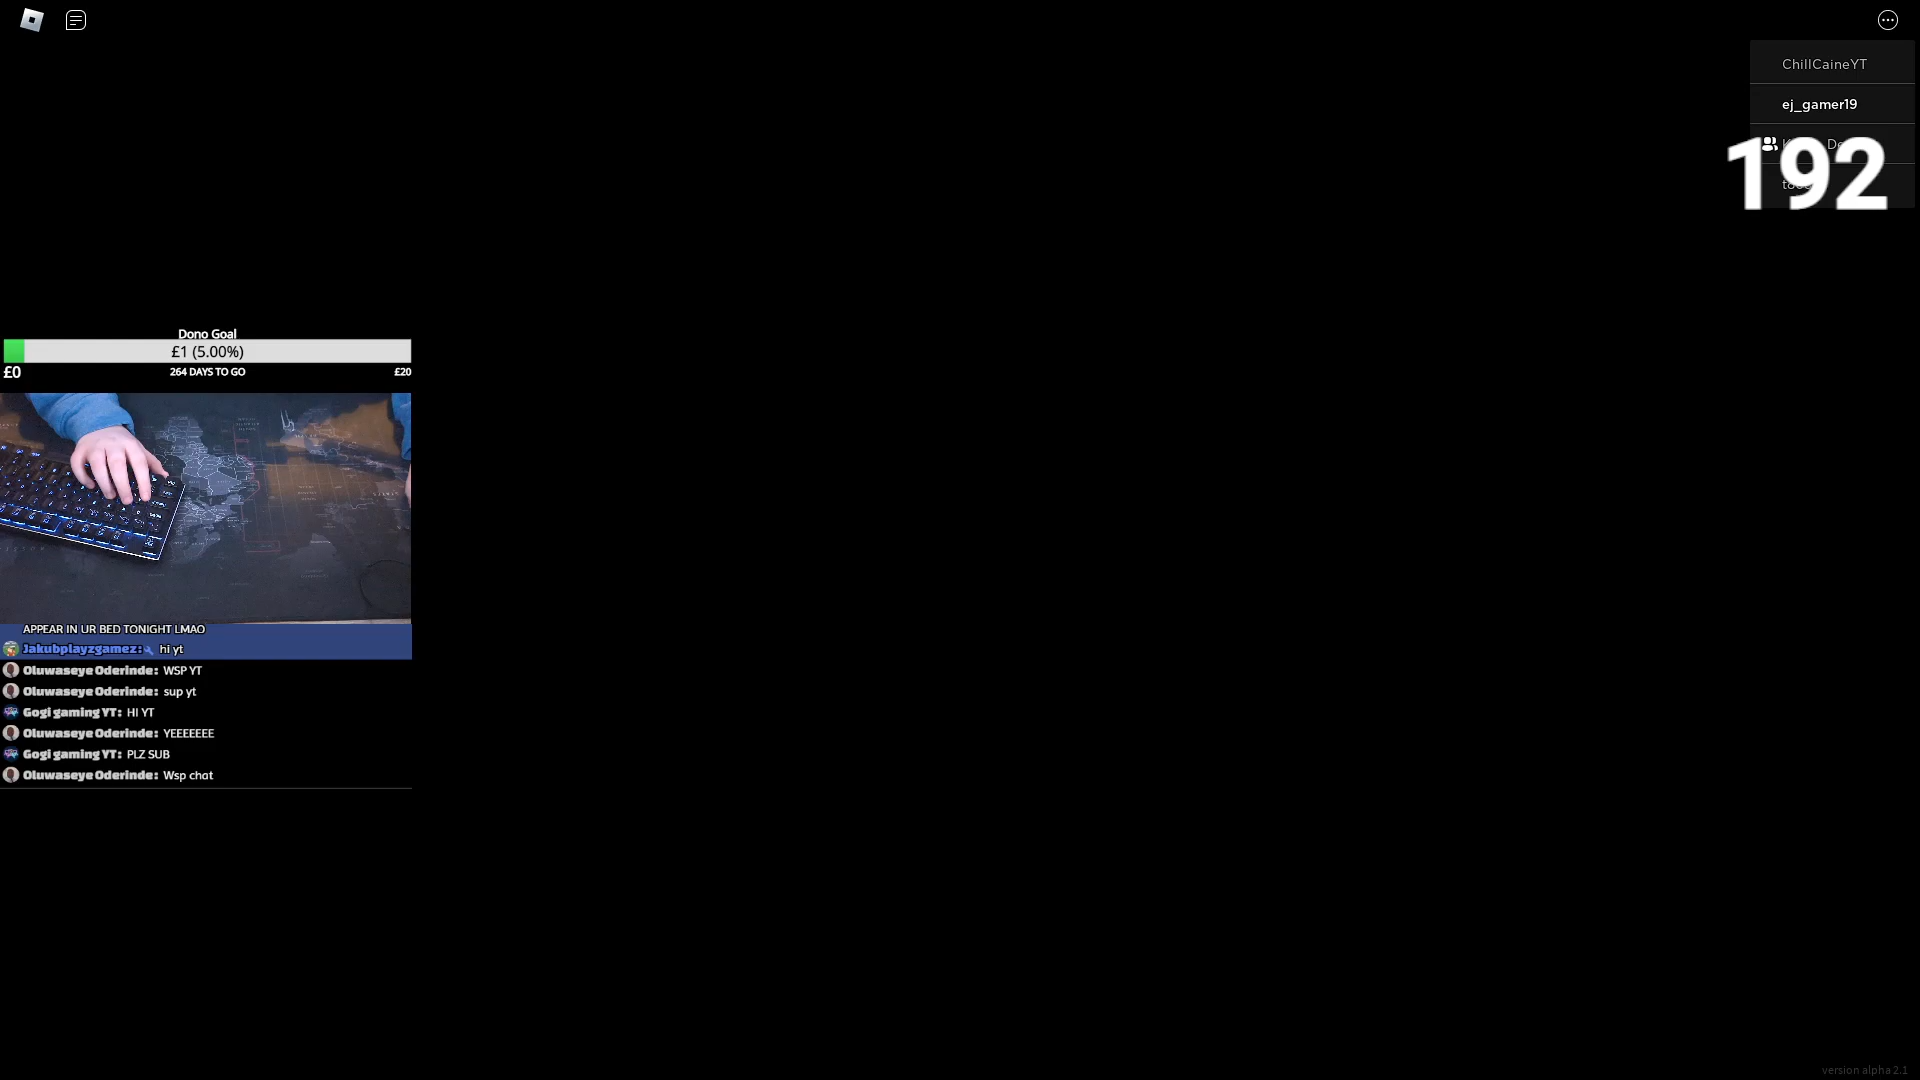 ChillCaineYT
ej_gamer19
192
Dono Goal
£1 (5.00%)
£0
264 DAYS TO GO
£20
APPEAR IN UR BED TONIGHT LMAO
Jakubplayzgamez: hi yt
Oluwaseye Oderinde: WSP YT
Oluwaseye Oderinde: sup yt
Gogi gaming YT: HI YT
Oluwaseye Oderinde: YEEEEEEE
Gogi gaming YT: PLZ SUB
Oluwaseye Oderinde: Wsp chat
version alpha 2.1